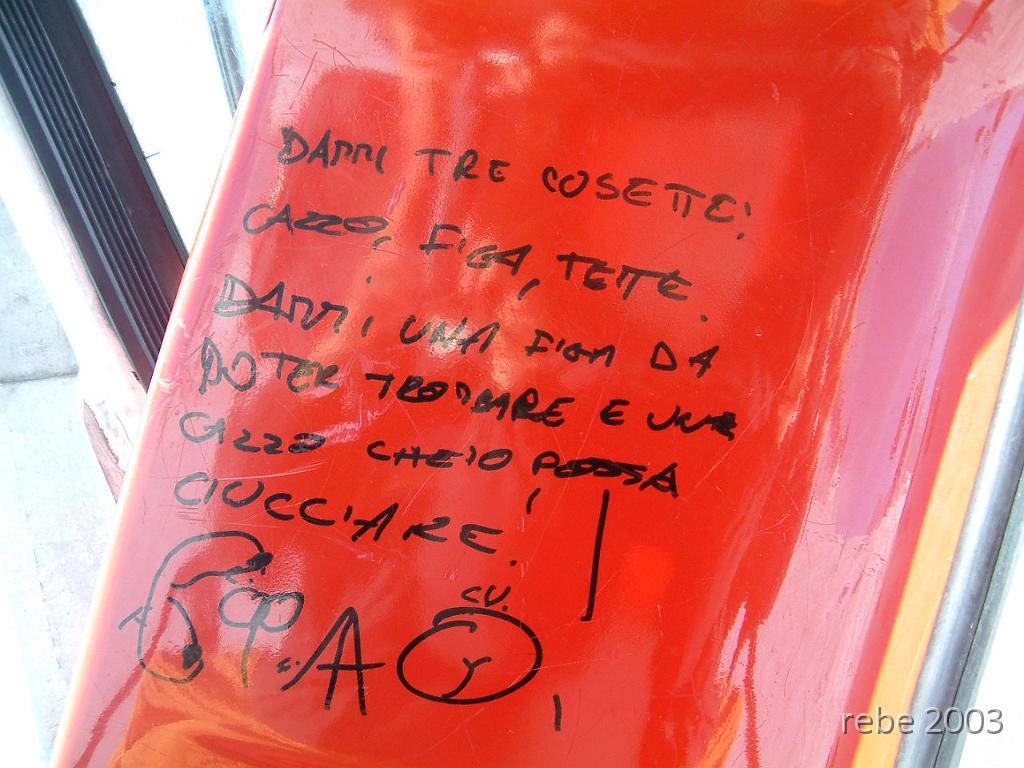 DAMMI TRE COSETTE!
CAZZO, FIGA, TETTE.
DAMMI UNA FIGA DA
POTER TROMBARE E UN
CAZZO CHE IO POSSA
CIUCCIARE!
rebe 2003